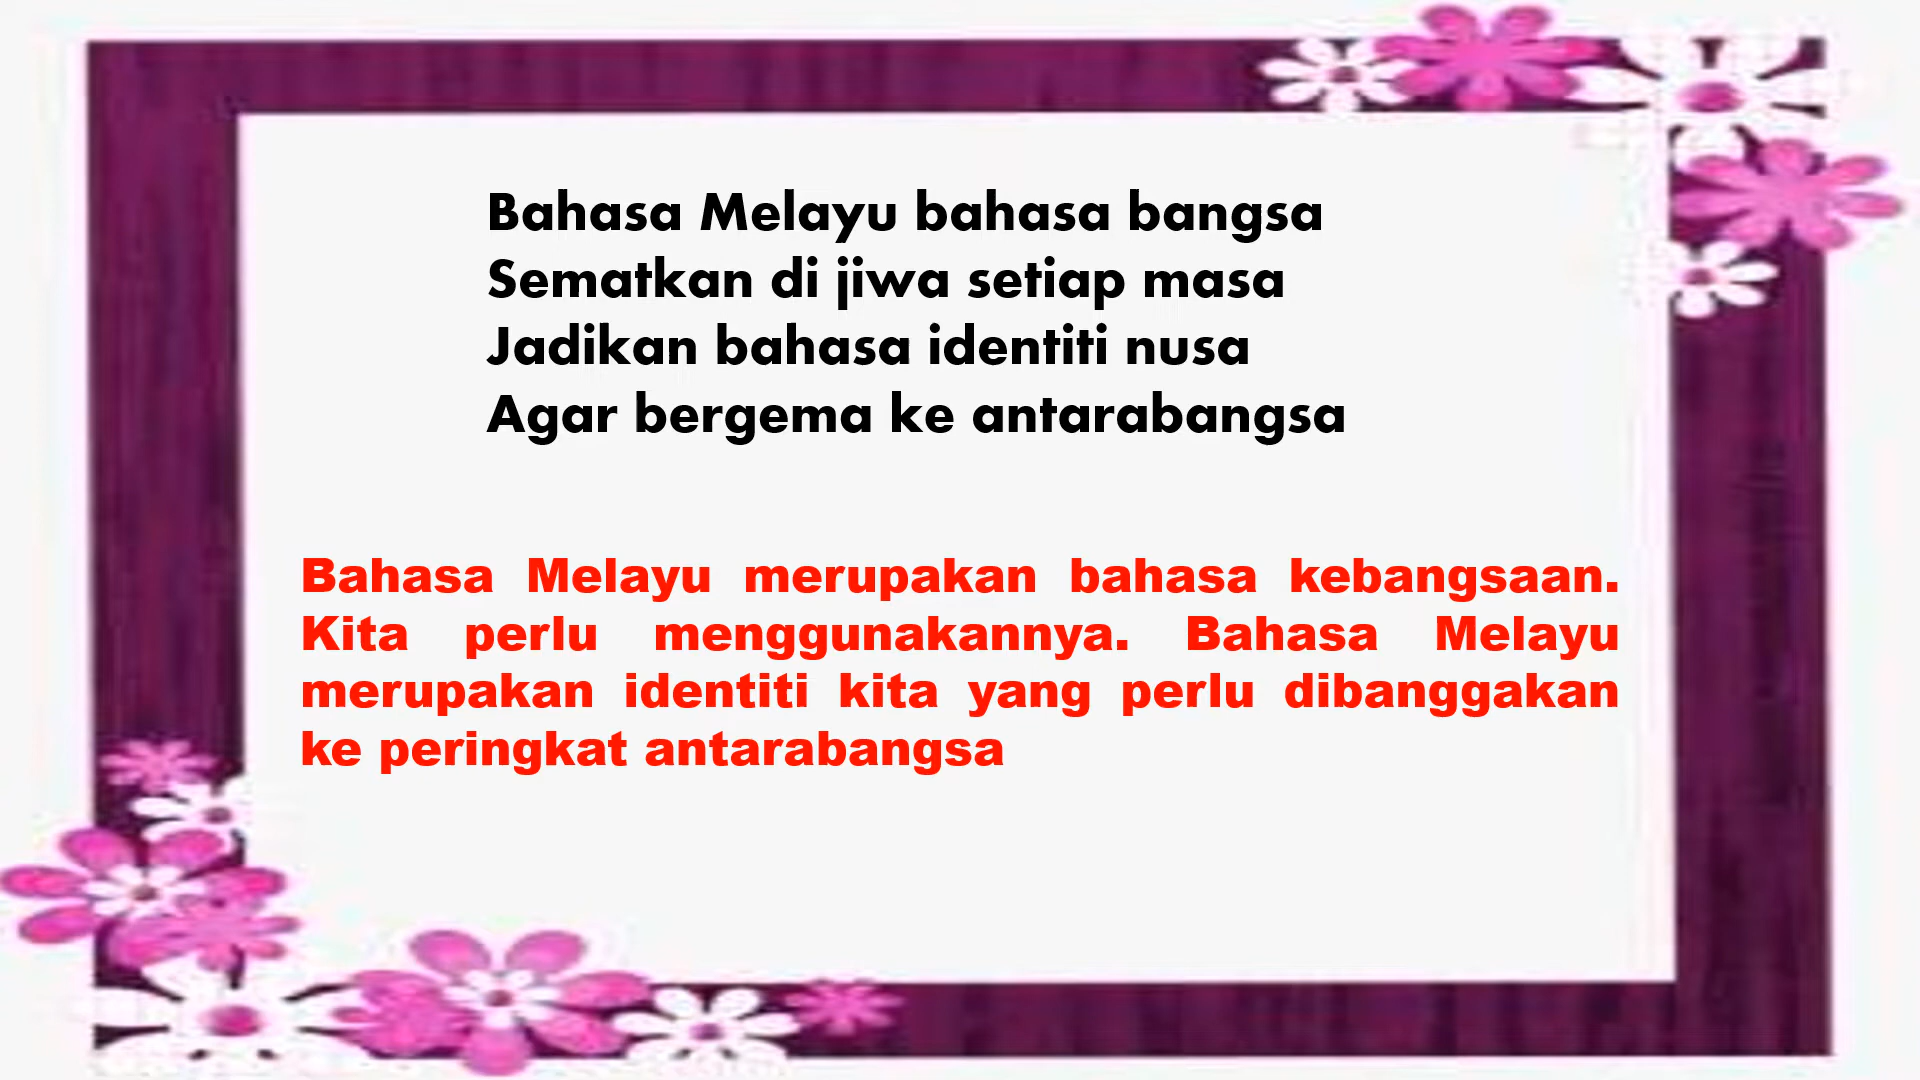 Bahasa Melayu bahasa bangsa
Sematkan di jiwa setiap masa
Jadikan bahasa identiti nusa
Agar bergema ke antarabangsa
Bahasa Melayu merupakan bahasa kebangsaan.
Kita perlu menggunakannya. Bahasa Melayu
merupakan identiti kita yang perlu dibanggakan
ke peringkat antarabangsa